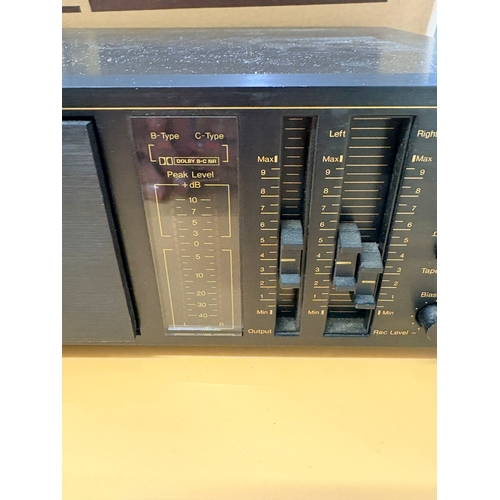 B-Type C-Type
DOLBY B-C NR
Peak Level
+dB
10
7
5
3
0
5
10
20
30
40
L R
Max
9
8
7
6
5
4
3
2
1
Min
Output
Left Right
Max Max
9 9
8 8
7 7
6 6
5 5
4 4
3 3
2 2
1 1
Min Min
Rec Level
Tape
Bias